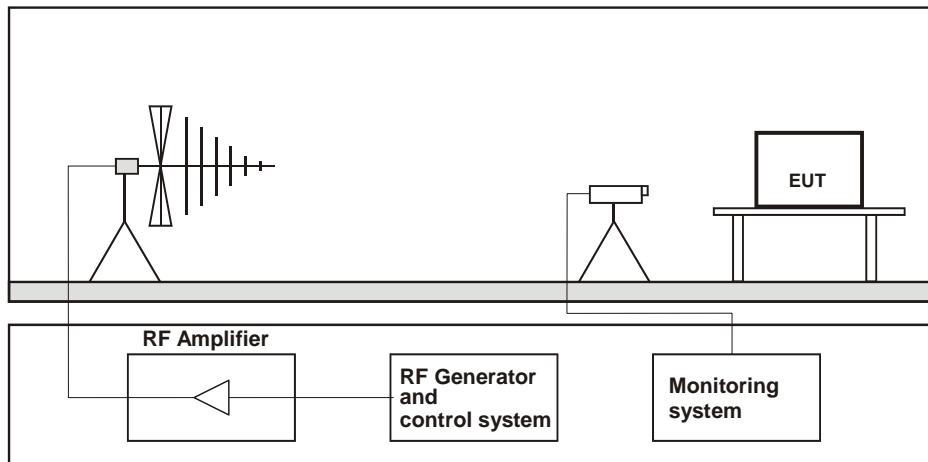 EUT
RF Amplifier
RF Generator
and
control system
Monitoring
system